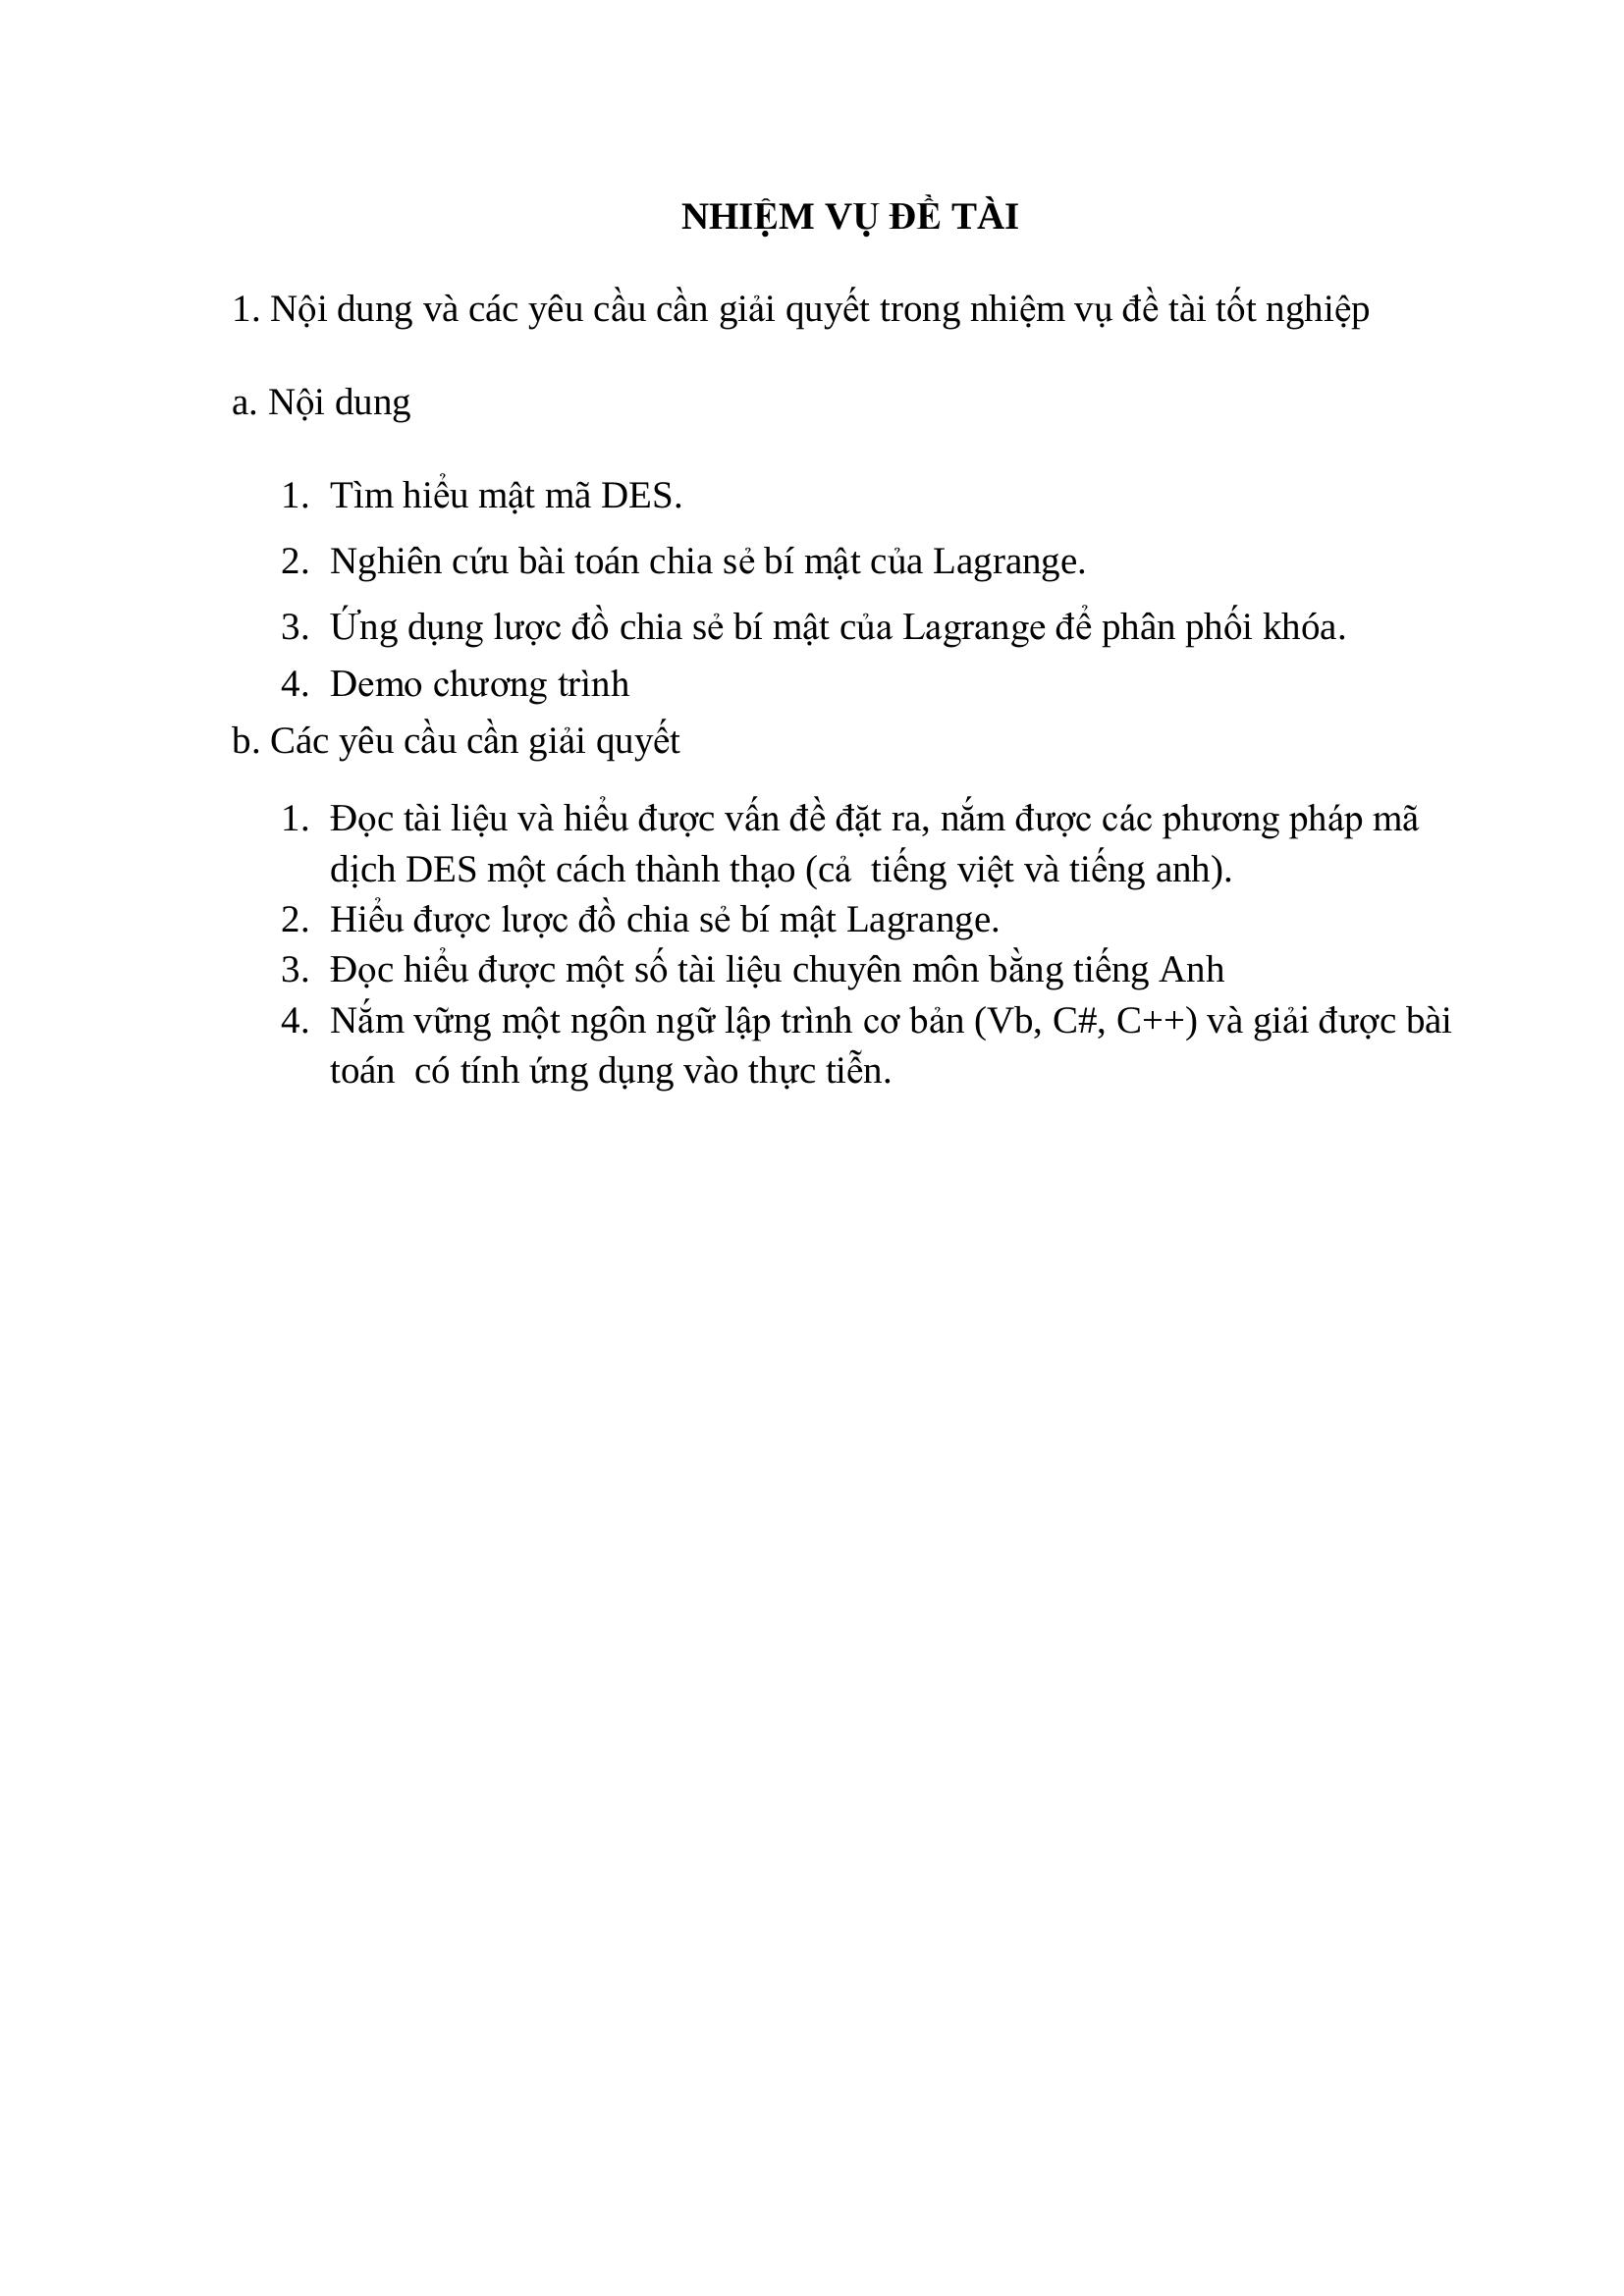 NHIỆM VỤ ĐỀ TÀI
1. Nội dung và các yêu cầu cần giải quyết trong nhiệm vụ đề tài tốt nghiệp
a. Nội dung
1. Tìm hiểu mật mã DES.
2. Nghiên cứu bài toán chia sẻ bí mật của Lagrange.
3. Ứng dụng lược đồ chia sẻ bí mật của Lagrange để phân phối khóa.
4. Demo chương trình
b. Các yêu cầu cần giải quyết
1. Đọc tài liệu và hiểu được vấn đề đặt ra, nắm được các phương pháp mã
dịch DES một cách thành thạo (cả  tiếng việt và tiếng anh).
2. Hiểu được lược đồ chia sẻ bí mật Lagrange.
3. Đọc hiểu được một số tài liệu chuyên môn bằng tiếng Anh
4. Nắm vững một ngôn ngữ lập trình cơ bản (Vb, C#, C++) và giải được bài
toán  có tính ứng dụng vào thực tiễn.